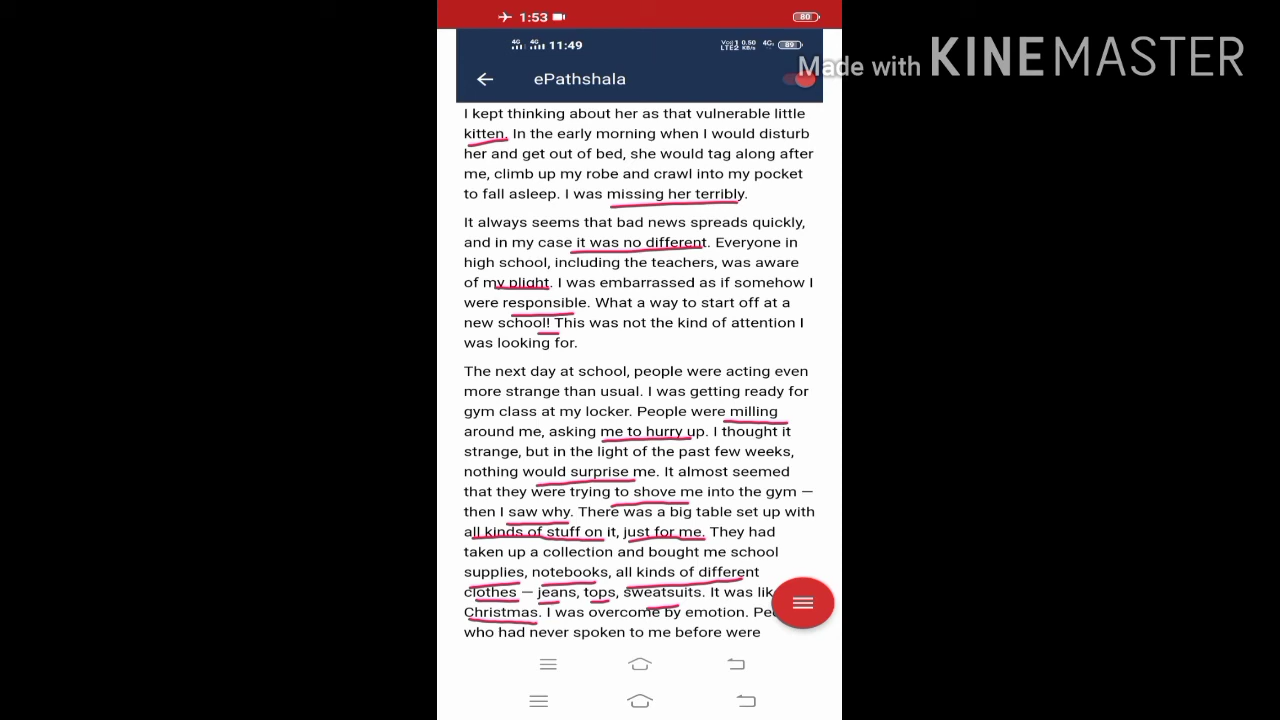 1:53
80
4G 4G 11:49
VoI 1 0.50 4G 89
LTE2 KB/s
Made with KINEMASTER
ePathshala
I kept thinking about her as that vulnerable little
kitten. In the early morning when I would disturb
her and get out of bed, she would tag along after
me, climb up my robe and crawl into my pocket
to fall asleep. I was missing her terribly.
It always seems that bad news spreads quickly,
and in my case it was no different. Everyone in
high school, including the teachers, was aware
of my plight. I was embarrassed as if somehow I
were responsible. What a way to start off at a
new school! This was not the kind of attention I
was looking for.
The next day at school, people were acting even
more strange than usual. I was getting ready for
gym class at my locker. People were milling
around me, asking me to hurry up. I thought it
strange, but in the light of the past few weeks,
nothing would surprise me. It almost seemed
that they were trying to shove me into the gym —
then I saw why. There was a big table set up with
all kinds of stuff on it, just for me. They had
taken up a collection and bought me school
supplies, notebooks, all kinds of different
clothes — jeans, tops, sweatsuits. It was lik
Christmas. I was overcome by emotion. Pe
who had never spoken to me before were